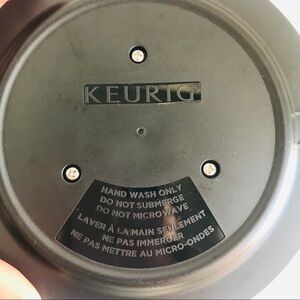 KEURIG®
HAND WASH ONLY
DO NOT SUBMERGE
DO NOT MICROWAVE
LAVER À LA MAIN SEULEMENT
NE PAS IMMERGER
NE PAS METTRE AU MICRO-ONDES